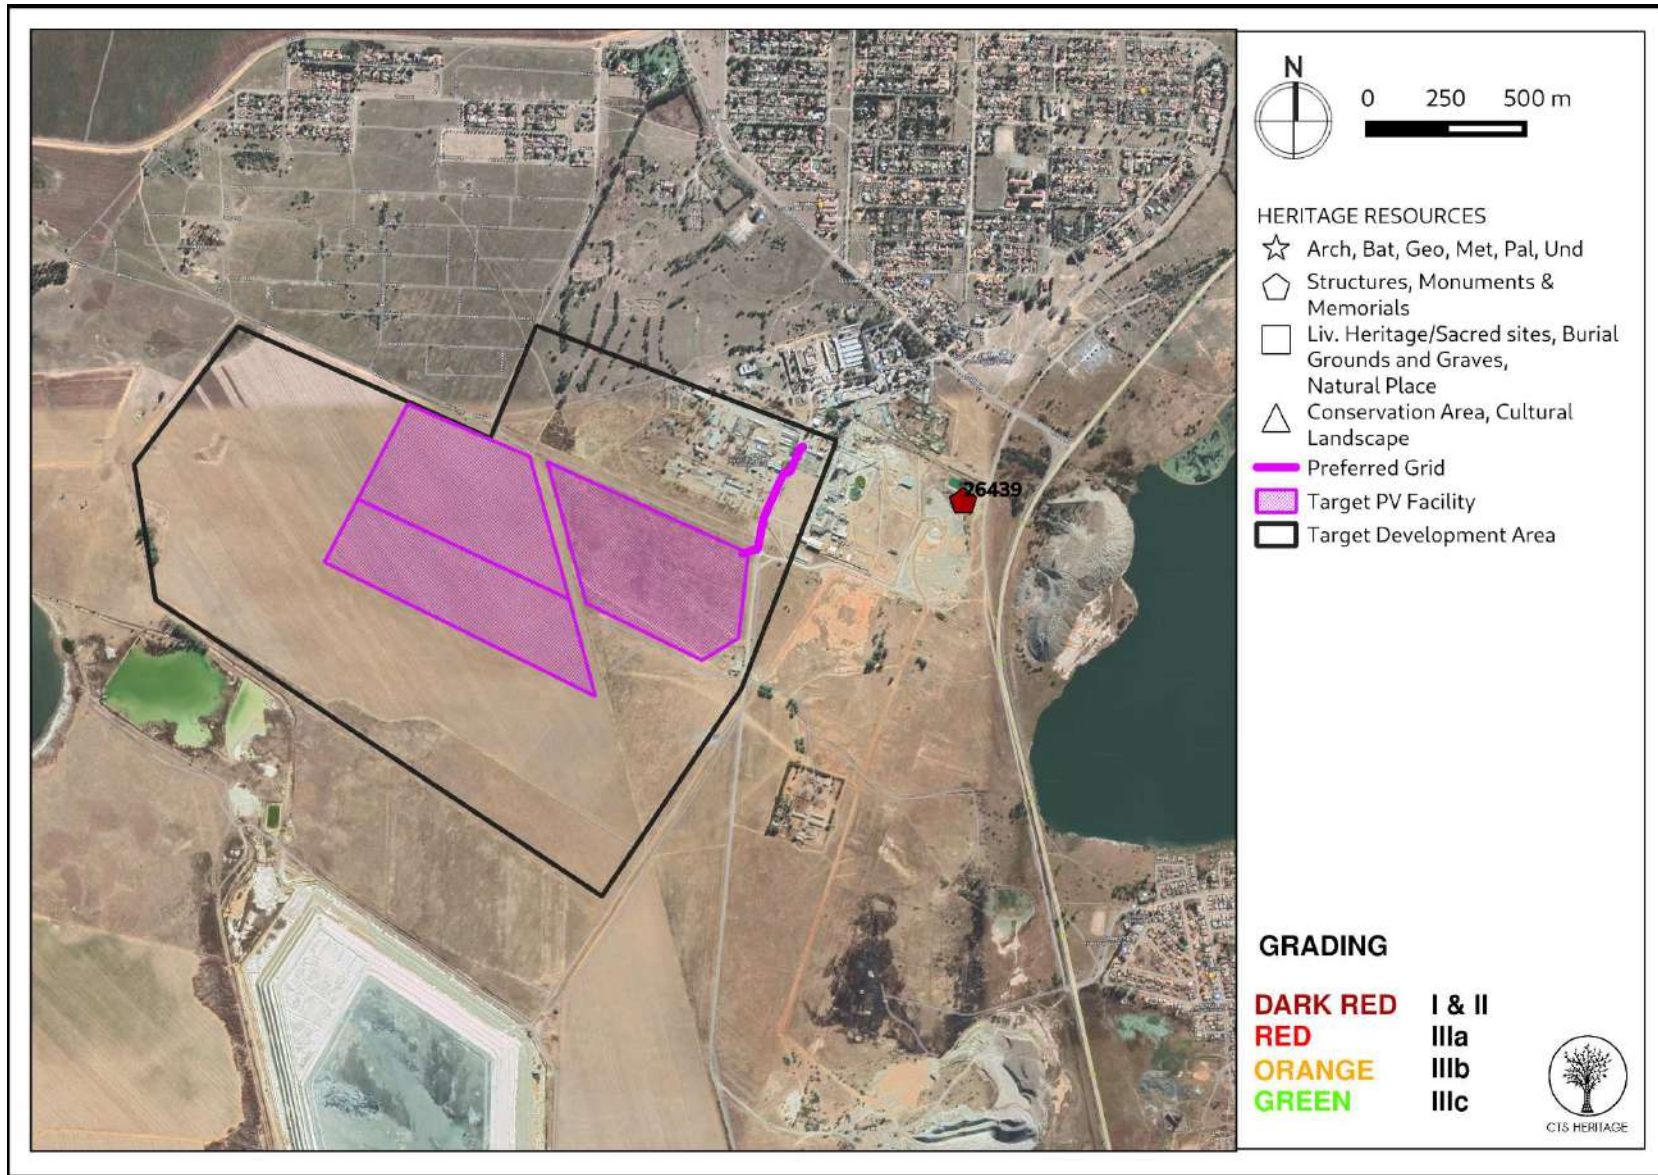 26439
N
0 250 500 m
HERITAGE RESOURCES
Arch, Bat, Geo, Met, Pal, Und
Structures, Monuments &
Memorials
Liv. Heritage/Sacred sites, Burial
Grounds and Graves,
Natural Place
Conservation Area, Cultural
Landscape
Preferred Grid
Target PV Facility
Target Development Area
GRADING
DARK RED I & II
RED IIIa
ORANGE IIIb
GREEN IIIc
CTS HERITAGE